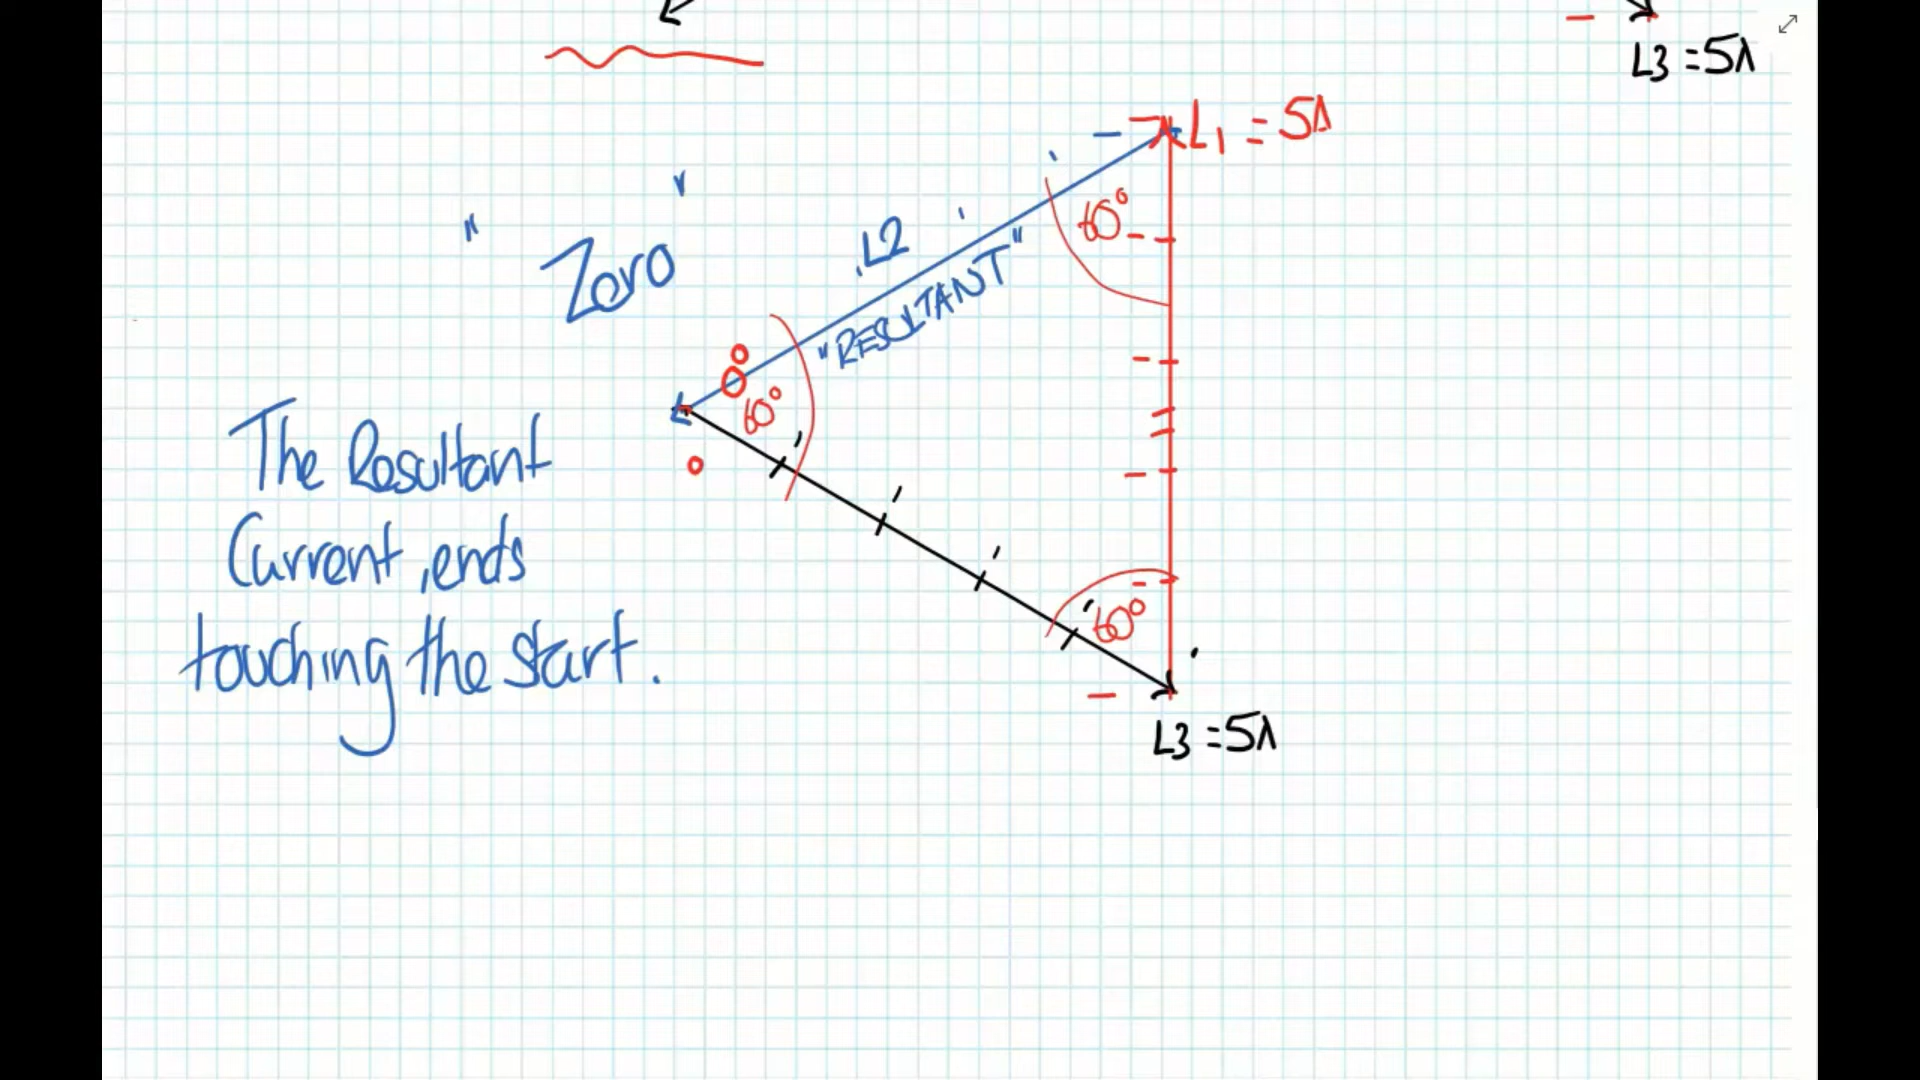 L3 = 5A
L1 = 5A
60°
"Zero"
L2
"RESULTANT"
60°
The Resultant
Current, ends
touching the start.
60°
L3 = 5A